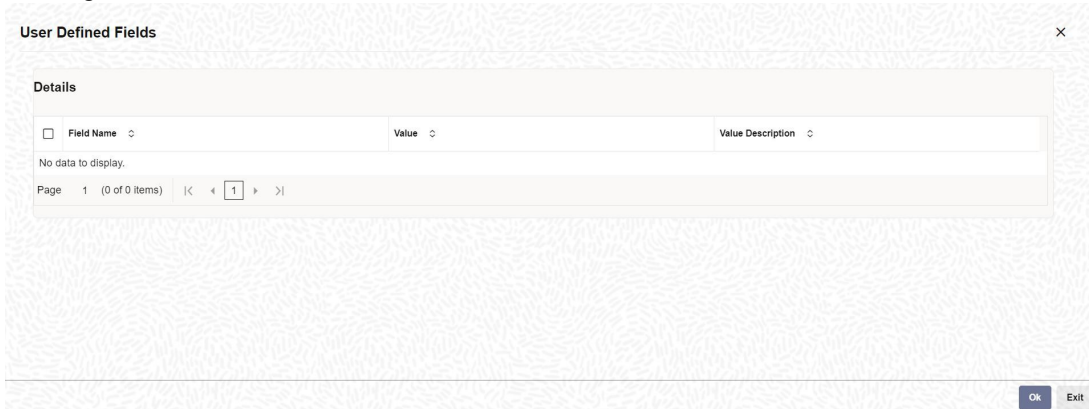 User Defined Fields
Details
Field Name Value Value Description
No data to display.
Page 1 (0 of 0 items) 1
Ok Exit